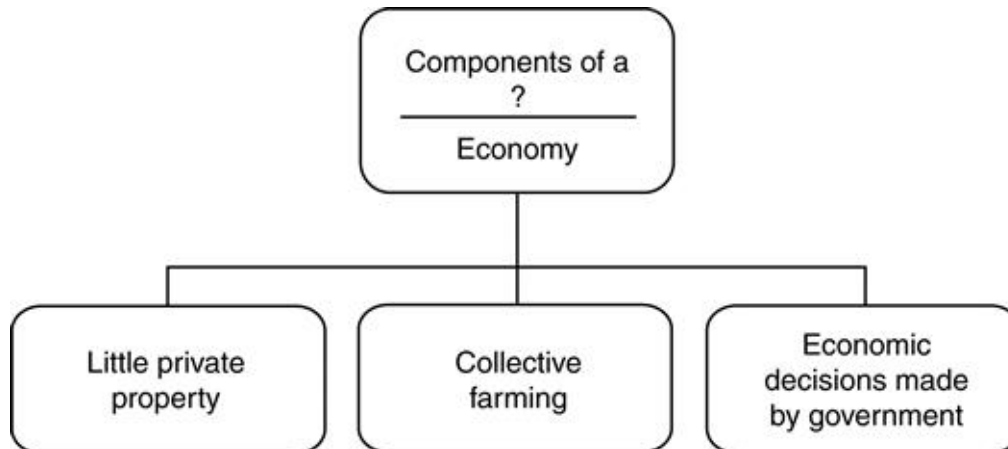 Components of a
?
Economy
Little private
property
Collective
farming
Economic
decisions made
by government